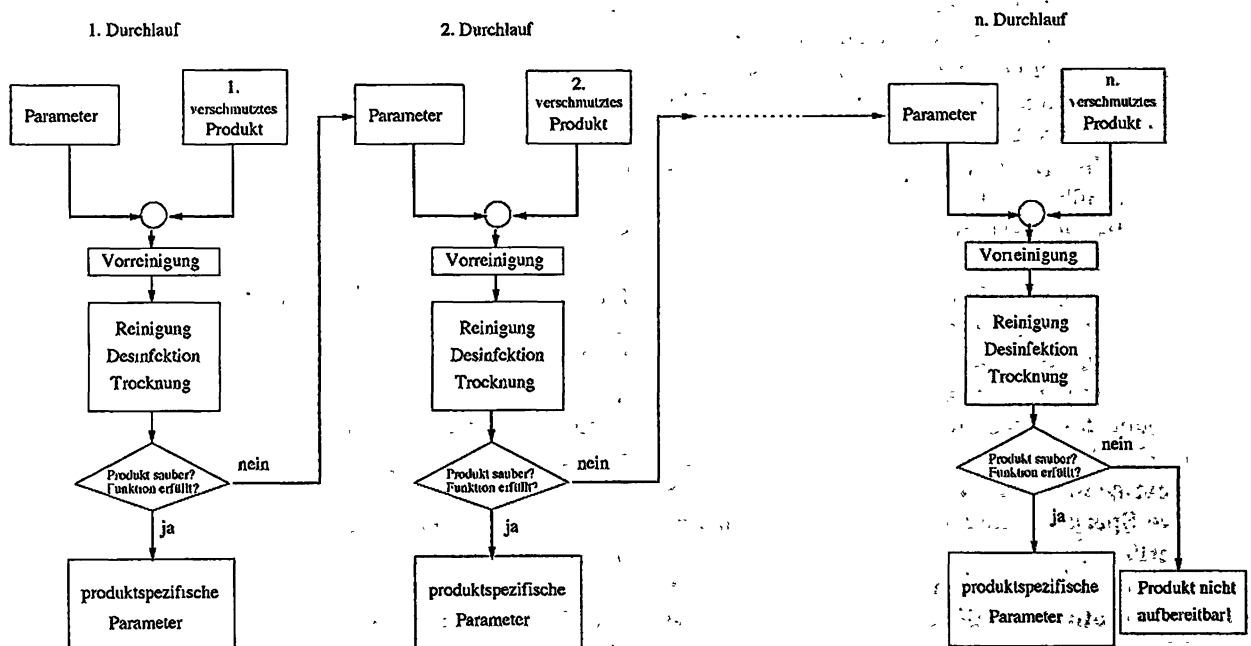 1. Durchlauf
2. Durchlauf
n. Durchlauf
Parameter
1.
verschmutztes
Produkt
Parameter
2.
verschmutztes
Produkt
Parameter
n.
verschmutztes
Produkt
Vorreinigung
Vorreinigung
Vorreinigung
Reinigung
Desinfektion
Trocknung
Reinigung
Desinfektion
Trocknung
Reinigung
Desinfektion
Trocknung
Produkt sauber?
Funktion erfüllt?
nein
Produkt sauber?
Funktion erfüllt?
nein
Produkt sauber?
Funktion erfüllt?
nein
ja
ja
ja
produktspezifische
Parameter
produktspezifische
Parameter
produktspezifische
Parameter
Produkt nicht
aufbereitbar!